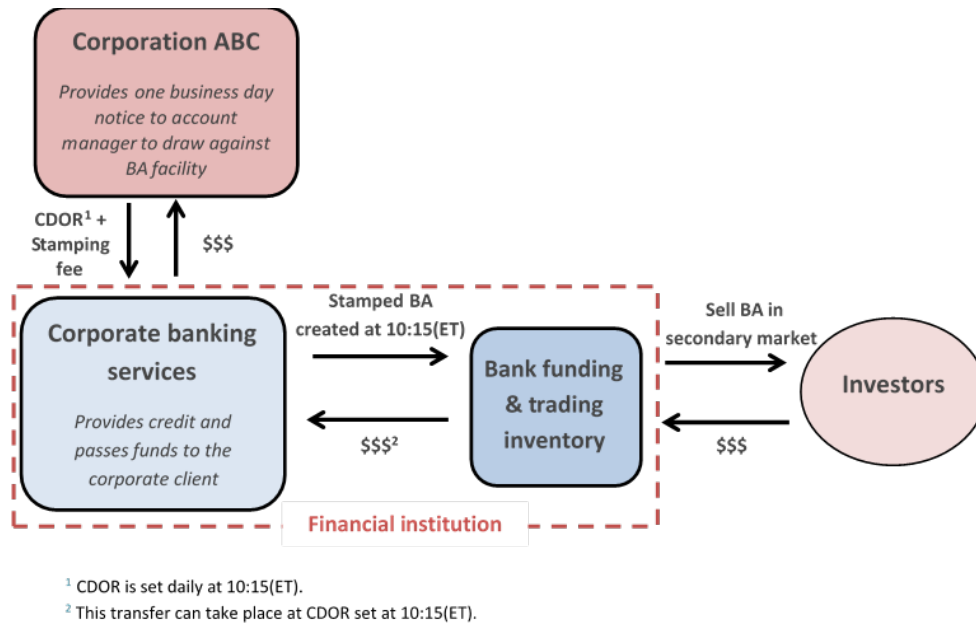 Corporation ABC
Provides one business day
notice to account
manager to draw against
BA facility
CDOR¹ +
Stamping
fee
$$$
Corporate banking
services
Provides credit and
passes funds to the
corporate client
Stamped BA
created at 10:15(ET)
$$$²
Bank funding
& trading
inventory
Sell BA in
secondary market
$$$
Investors
Financial institution
¹ CDOR is set daily at 10:15(ET).
² This transfer can take place at CDOR set at 10:15(ET).